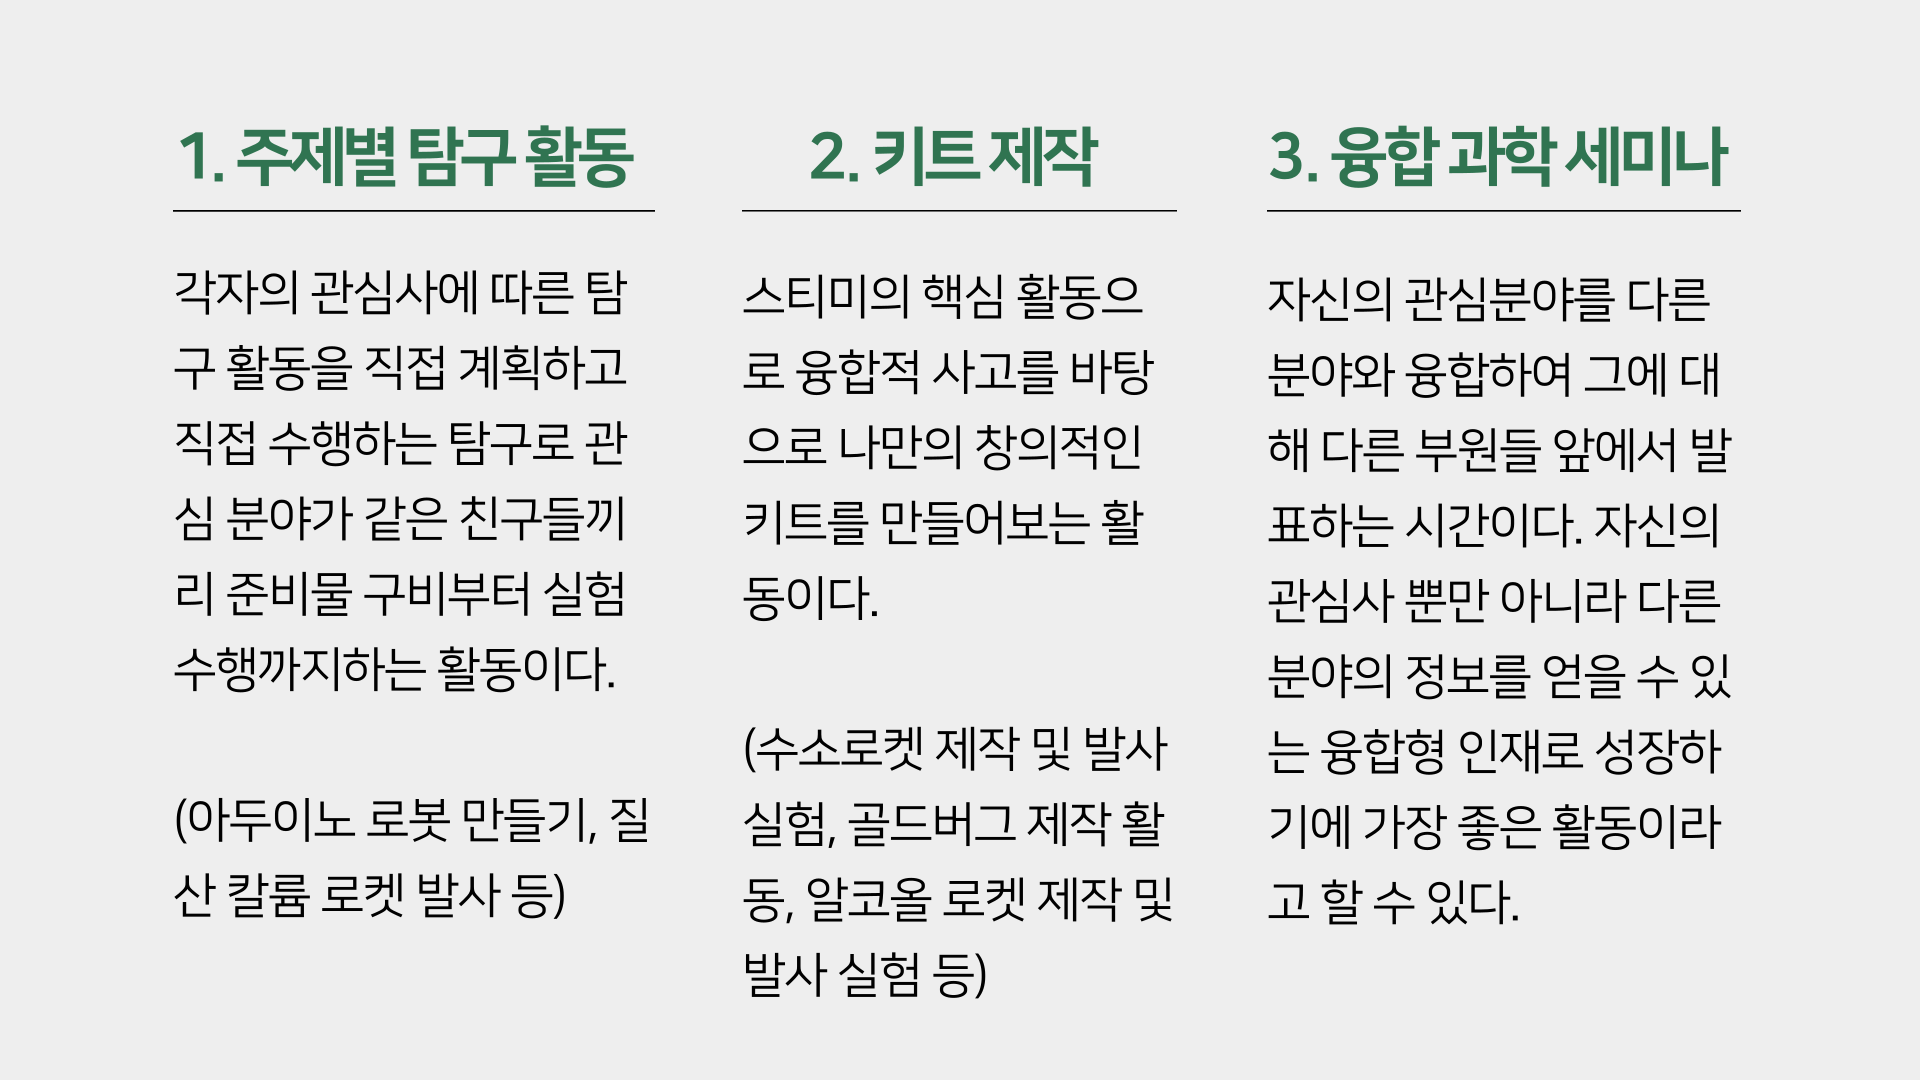 1. 주제별 탐구 활동
각자의 관심사에 따른 탐
구 활동을 직접 계획하고
직접 수행하는 탐구로 관
심 분야가 같은 친구들끼
리 준비물 구비부터 실험
수행까지하는 활동이다.
(아두이노 로봇 만들기, 질
산 칼륨 로켓 발사 등)
2. 키트 제작
스티미의 핵심 활동으
로 융합적 사고를 바탕
으로 나만의 창의적인
키트를 만들어보는 활
동이다.
(수소로켓 제작 및 발사
실험, 골드버그 제작 활
동, 알코올 로켓 제작 및
발사 실험 등)
3. 융합 과학 세미나
자신의 관심분야를 다른
분야와 융합하여 그에 대
해 다른 부원들 앞에서 발
표하는 시간이다. 자신의
관심사 뿐만 아니라 다른
분야의 정보를 얻을 수 있
는 융합형 인재로 성장하
기에 가장 좋은 활동이라
고 할 수 있다.